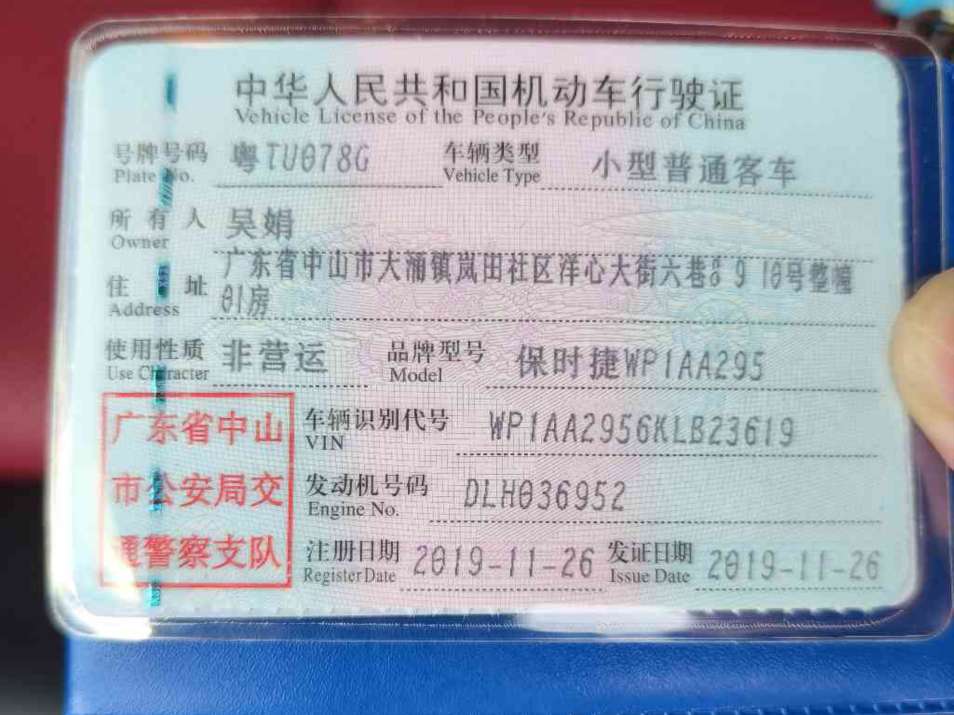 中华人民共和国机动车行驶证
Vehicle License of the People's Republic of China
号牌号码 粤TU078G 车辆类型 小型普通客车
Plate No. Vehicle Type
所有人 吴娟
Owner
住址 广东省中山市大涌镇岚田社区洋心大街六巷8 9 10号整幢
Address 01房
使用性质 非营运 品牌型号 保时捷WP1AA295
Use Character Model
广东省中山 车辆识别代号 WP1AA2956KLB23619
VIN
市公安局交 发动机号码 DLH036952
Engine No.
通警察支队 注册日期 2019-11-26 发证日期 2019-11-26
Register Date Issue Date